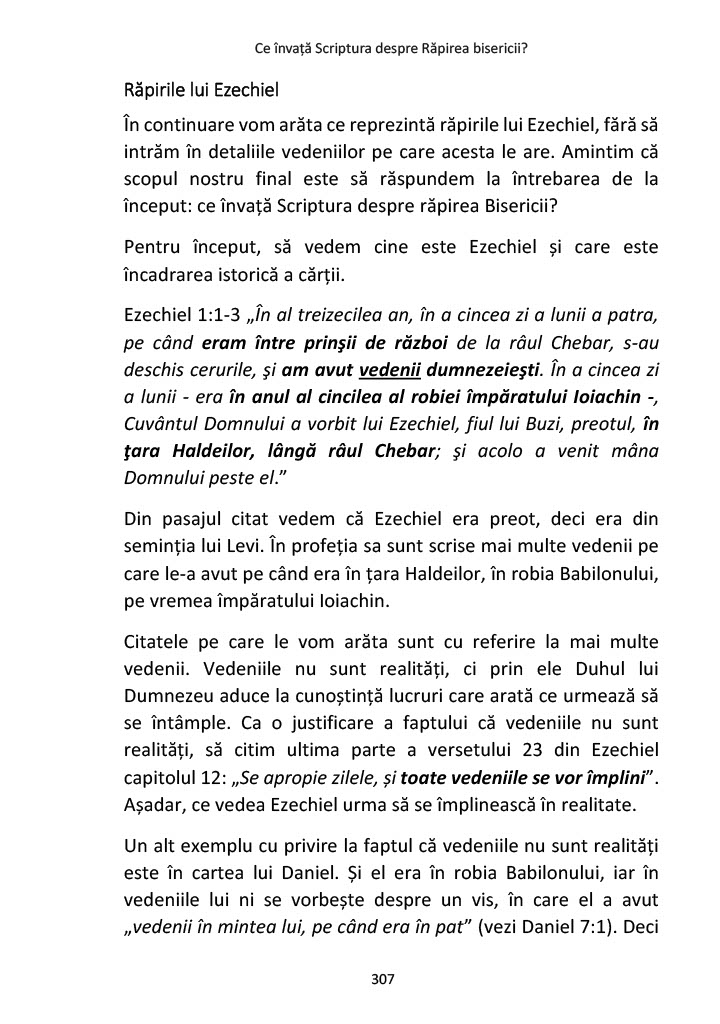 Ce învață Scriptura despre Răpirea bisericii?
Răpirile lui Ezechiel
În continuare vom arăta ce reprezintă răpirile lui Ezechiel, fără să
intrăm în detaliile vedeniilor pe care acesta le are. Amintim că
scopul nostru final este să răspundem la întrebarea de la
început: ce învață Scriptura despre răpirea Bisericii?
Pentru început, să vedem cine este Ezechiel și care este
încadrarea istorică a cărții.
Ezechiel 1:1-3 „În al treizecilea an, în a cincea zi a lunii a patra,
pe când eram între prinşii de război de la râul Chebar, s-au
deschis cerurile, şi am avut vedenii dumnezeieşti. În a cincea zi
a lunii - era în anul al cincilea al robiei împăratului Ioiachin -,
Cuvântul Domnului a vorbit lui Ezechiel, fiul lui Buzi, preotul, în
ţara Haldeilor, lângă râul Chebar; şi acolo a venit mâna
Domnului peste el.”
Din pasajul citat vedem că Ezechiel era preot, deci era din
seminția lui Levi. În profeția sa sunt scrise mai multe vedenii pe
care le-a avut pe când era în țara Haldeilor, în robia Babilonului,
pe vremea împăratului Ioiachin.
Citatele pe care le vom arăta sunt cu referire la mai multe
vedenii. Vedeniile nu sunt realități, ci prin ele Duhul lui
Dumnezeu aduce la cunoștință lucruri care arată ce urmează să
se întâmple. Ca o justificare a faptului că vedeniile nu sunt
realități, să citim ultima parte a versetului 23 din Ezechiel
capitolul 12: „Se apropie zilele, și toate vedeniile se vor împlini”.
Așadar, ce vedea Ezechiel urma să se împlinească în realitate.
Un alt exemplu cu privire la faptul că vedeniile nu sunt realități
este în cartea lui Daniel. Și el era în robia Babilonului, iar în
vedeniile lui ni se vorbește despre un vis, în care el a avut
„vedenii în mintea lui, pe când era în pat” (vezi Daniel 7:1). Deci
307